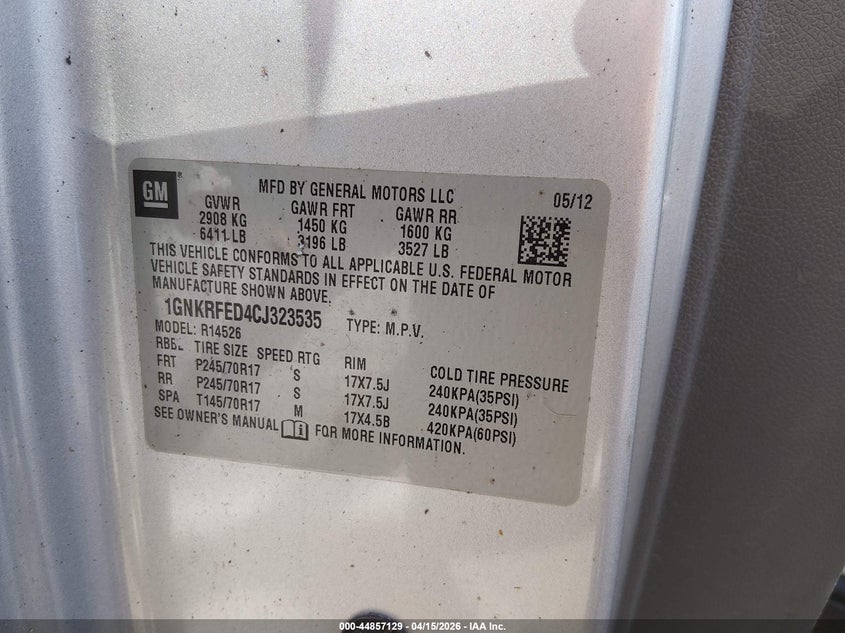 GM
MFD BY GENERAL MOTORS LLC 05/12
GVWR GAWR FRT GAWR RR
2908 KG 1450 KG 1600 KG
6411 LB 3196 LB 3527 LB
THIS VEHICLE CONFORMS TO ALL APPLICABLE U.S. FEDERAL MOTOR
VEHICLE SAFETY STANDARDS IN EFFECT ON THE DATE OF
MANUFACTURE SHOWN ABOVE.
1GNKRFED4CJ323535 TYPE: M.P.V.
MODEL: R14526
TIRE SIZE SPEED RTG RIM COLD TIRE PRESSURE
FRT P245/70R17 S 17X7.5J 240KPA(35PSI)
RR P245/70R17 S 17X7.5J 240KPA(35PSI)
SPA T145/70R17 M 17X4.5B 420KPA(60PSI)
SEE OWNER'S MANUAL FOR MORE INFORMATION.
000-44857129 - 04/15/2026 - IAA Inc.